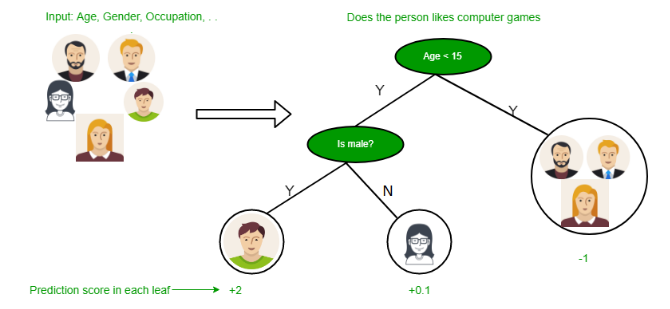 Input: Age, Gender, Occupation, . .
.
Does the person likes computer games
Age < 15
Y
Y
Is male?
Y
N
-1
Prediction score in each leaf
+2
+0.1